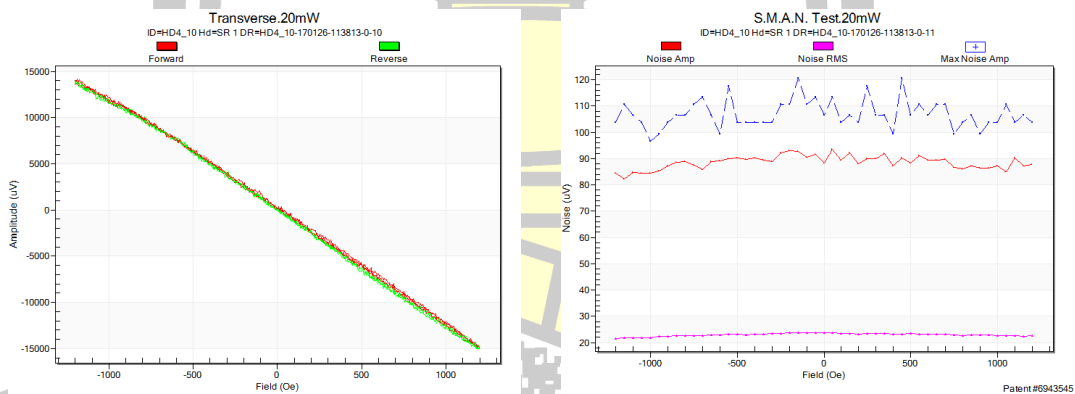 Transverse.20mW
ID=HD4_10 Hd=SR 1 DR=HD4_10-170126-113813-0-10
Forward
Reverse
15000
10000
5000
0
-5000
-10000
-15000
Amplitude (uV)
-1000
-500
0
500
1000
Field (Oe)
S.M.A.N. Test.20mW
ID=HD4_10 Hd=SR 1 DR=HD4_10-170126-113813-0-11
Noise Amp
Noise RMS
Max Noise Amp
120
110
100
90
80
70
60
50
40
30
20
Noise (uV)
-1000
-500
0
500
1000
Field (Oe)
Patent#6943545